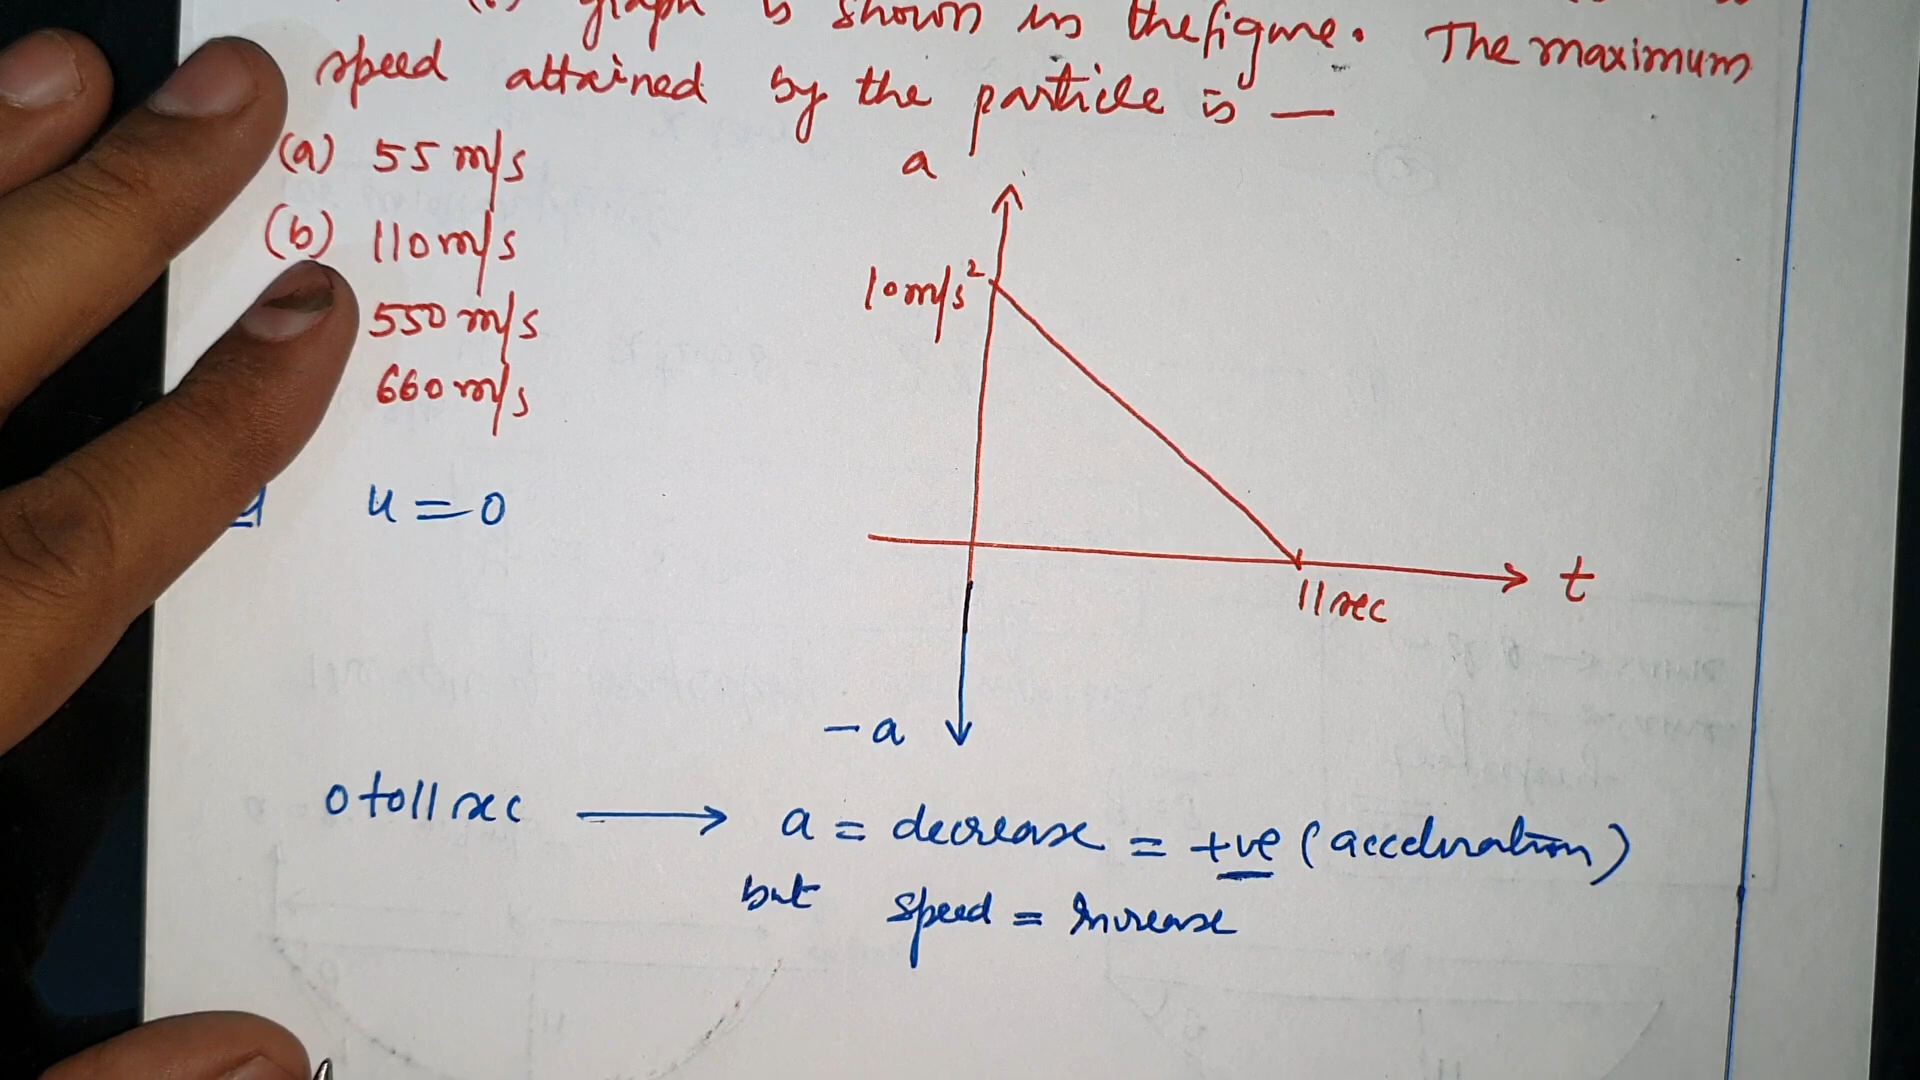 graph is shown in the figure. The maximum
speed attained by the particle is —
(a) 55 m/s
(b) 110 m/s
550 m/s
660 m/s
a
10 m/s²
t
11 sec
-a
u = 0
0 to 11 sec → a = decrease = +ve (acceleration)
but speed = Increase